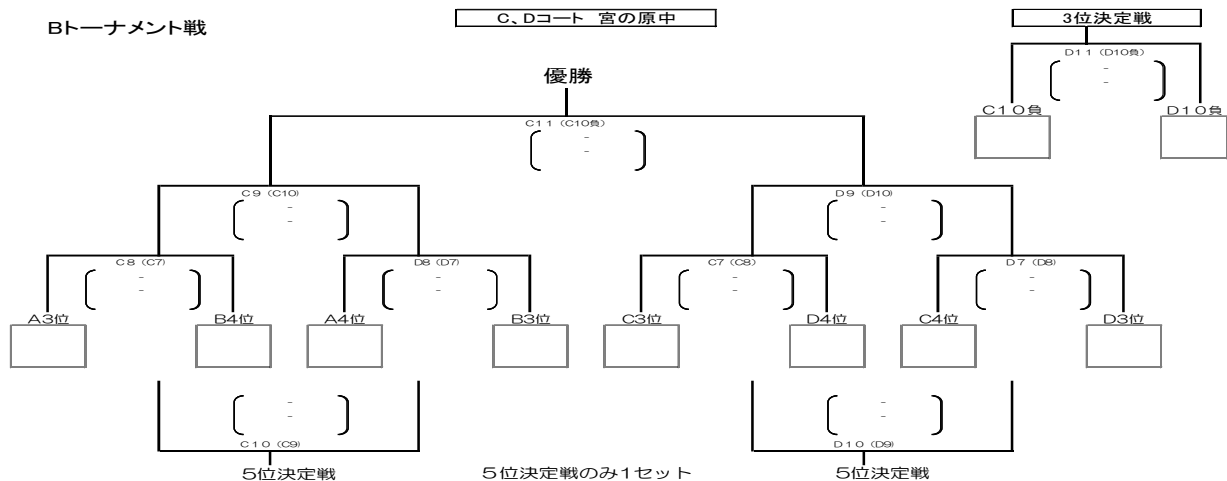 Bトーナメント戦
C、Dコート 宮の原中
3位決定戦
D11 (D10負)
-
-
C10負 D10負
優勝
C11 (C10負)
-
-
C9 (C10) D9 (D10)
- -
- -
C8 (C7) D8 (D7) C7 (C8) D7 (D8)
- - - -
- - - -
A3位 B4位 A4位 B3位 C3位 D4位 C4位 D3位
- -
- -
C10 (C9) D10 (D9)
5位決定戦 5位決定戦のみ1セット 5位決定戦